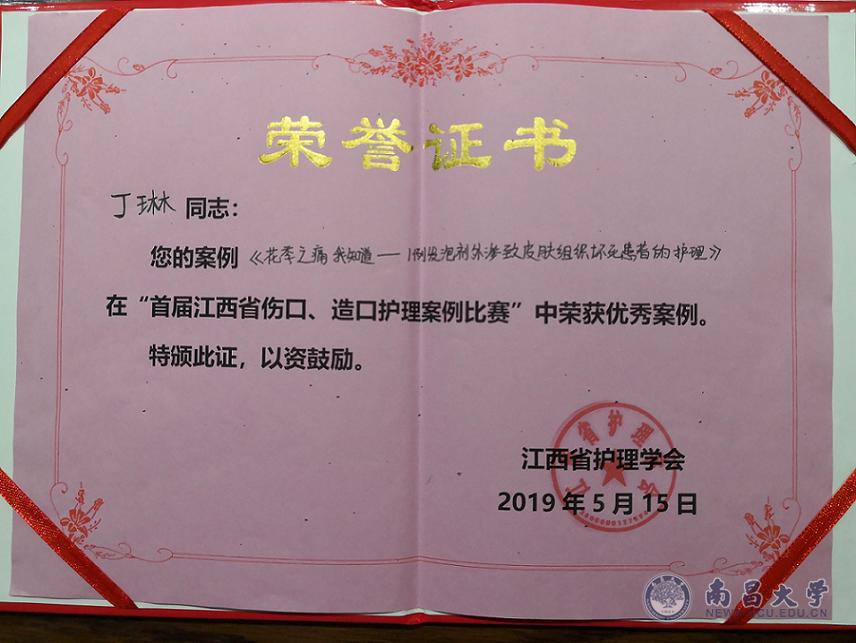 荣誉证书
丁琳 同志：
您的案例《花季之痛我知道——1例发泡剂外渗致皮肤组织坏死患者的护理》
在“首届江西省伤口、造口护理案例比赛”中荣获优秀案例。
特颁此证，以资鼓励。
江西省护理学会
2019年5月15日
南昌大学